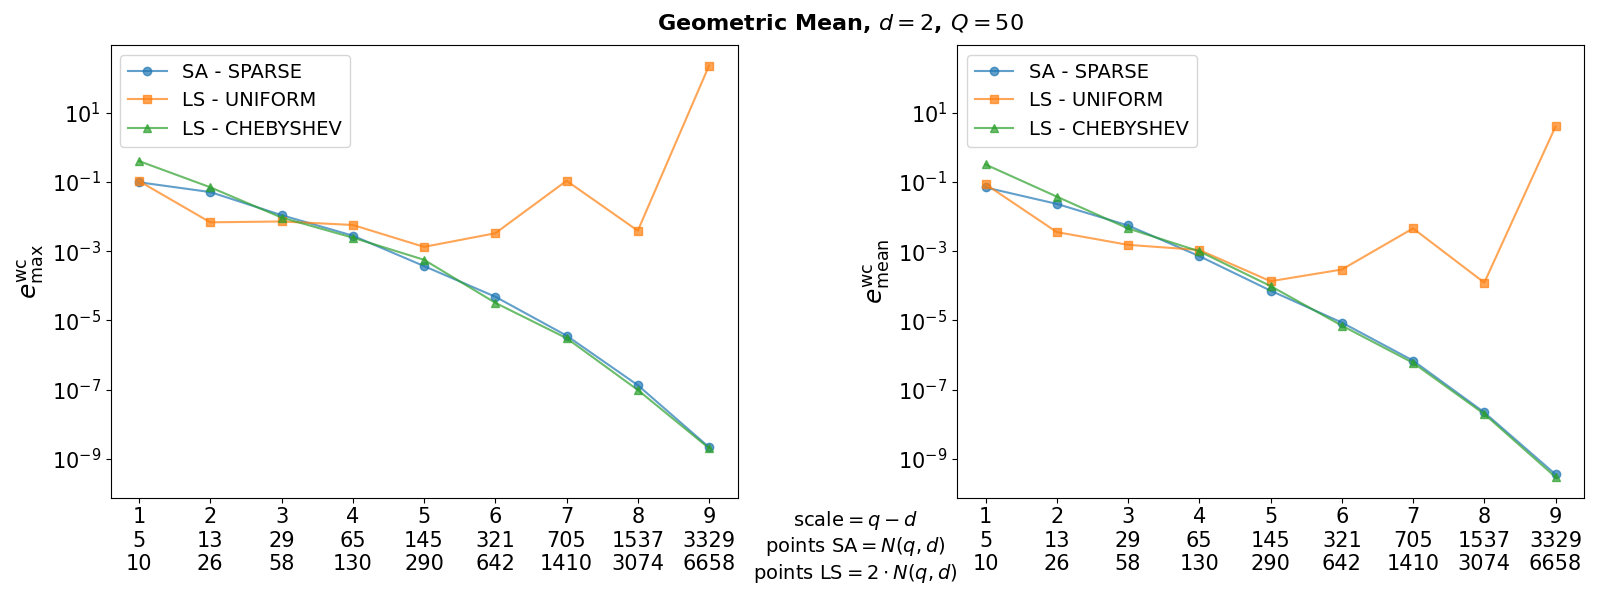 Geometric Mean, d = 2, Q = 50
SA - SPARSE
LS - UNIFORM
LS - CHEBYSHEV
10^1
10^−1
10^−3
10^−5
10^−7
10^−9
e^wc_max
1 2 3 4 5 6 7 8 9
5 13 29 65 145 321 705 1537 3329
10 26 58 130 290 642 1410 3074 6658
scale = q − d
points SA = N(q, d)
points LS = 2 · N(q, d)
SA - SPARSE
LS - UNIFORM
LS - CHEBYSHEV
10^1
10^−1
10^−3
10^−5
10^−7
10^−9
e^wc_mean
1 2 3 4 5 6 7 8 9
5 13 29 65 145 321 705 1537 3329
10 26 58 130 290 642 1410 3074 6658